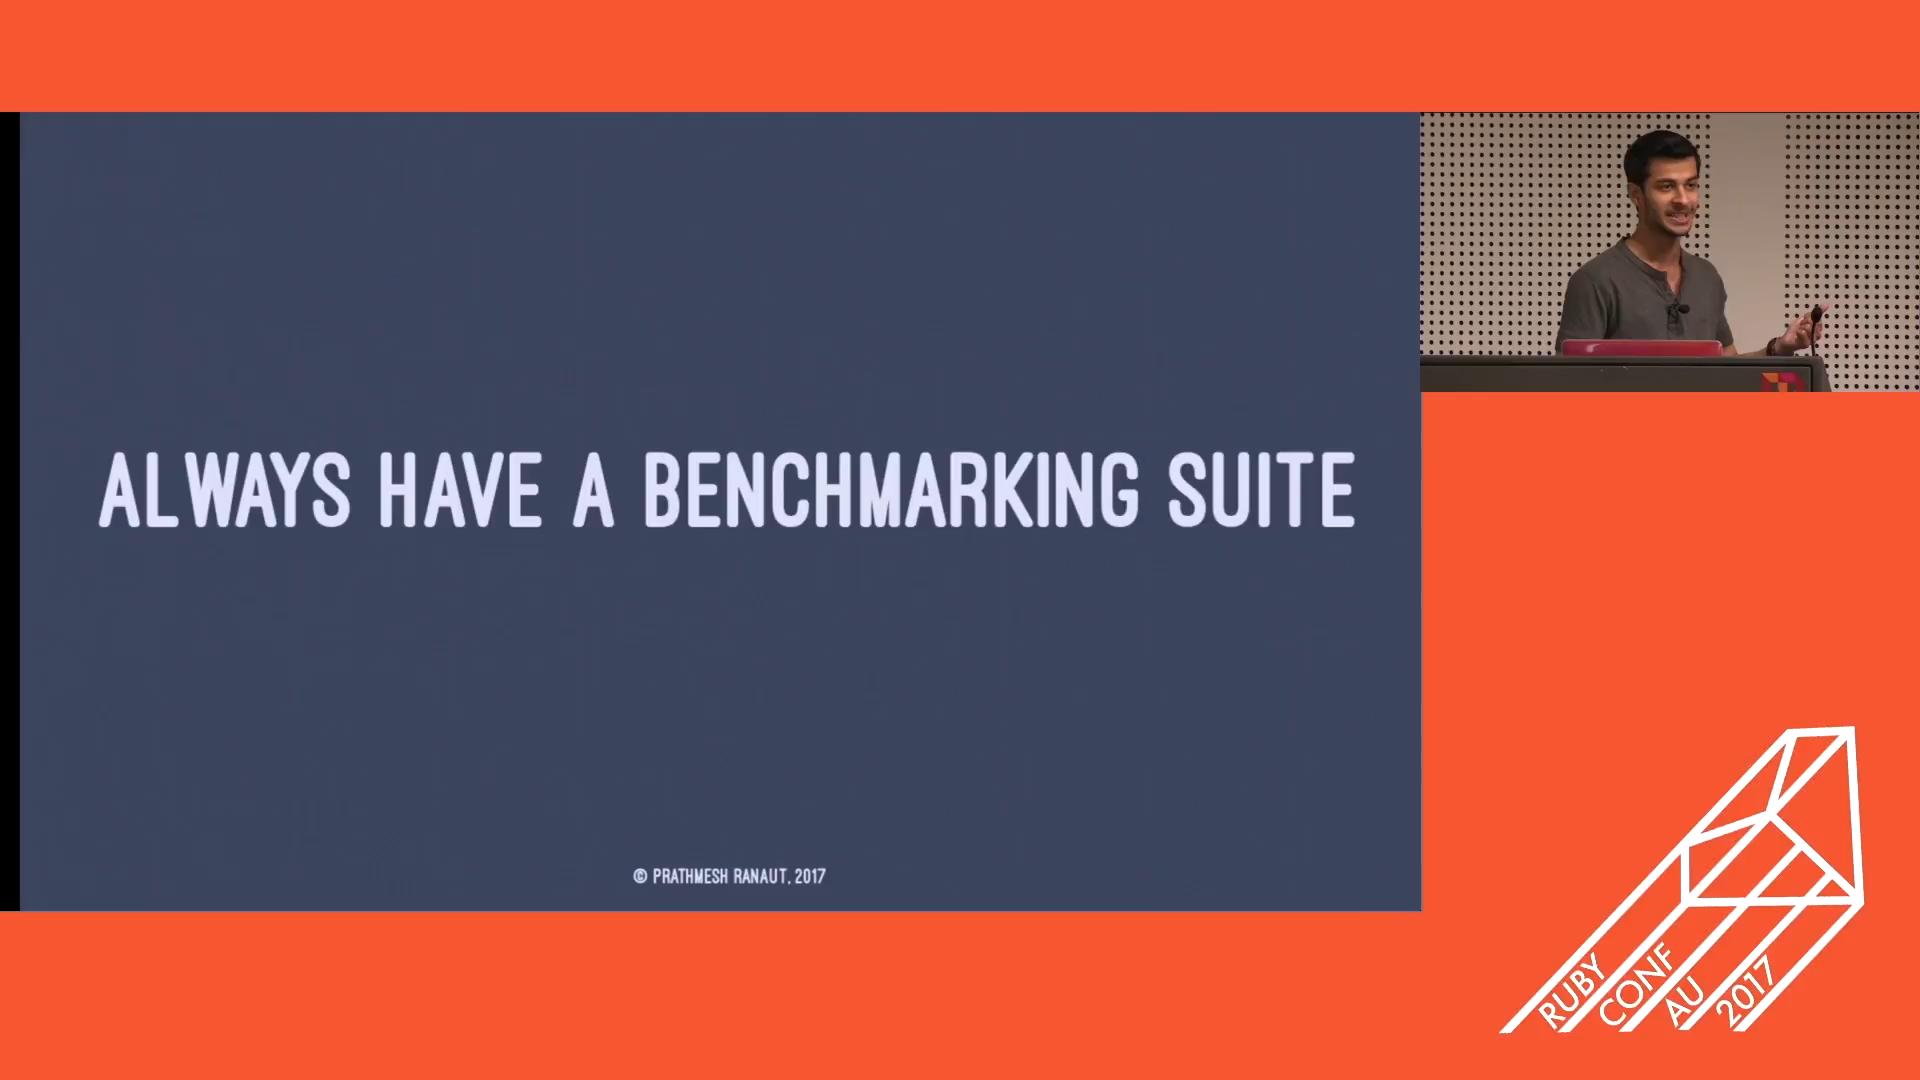 ALWAYS HAVE A BENCHMARKING SUITE
© PRATHMESH RANAUT, 2017
RUBY
CONF
AU
2017